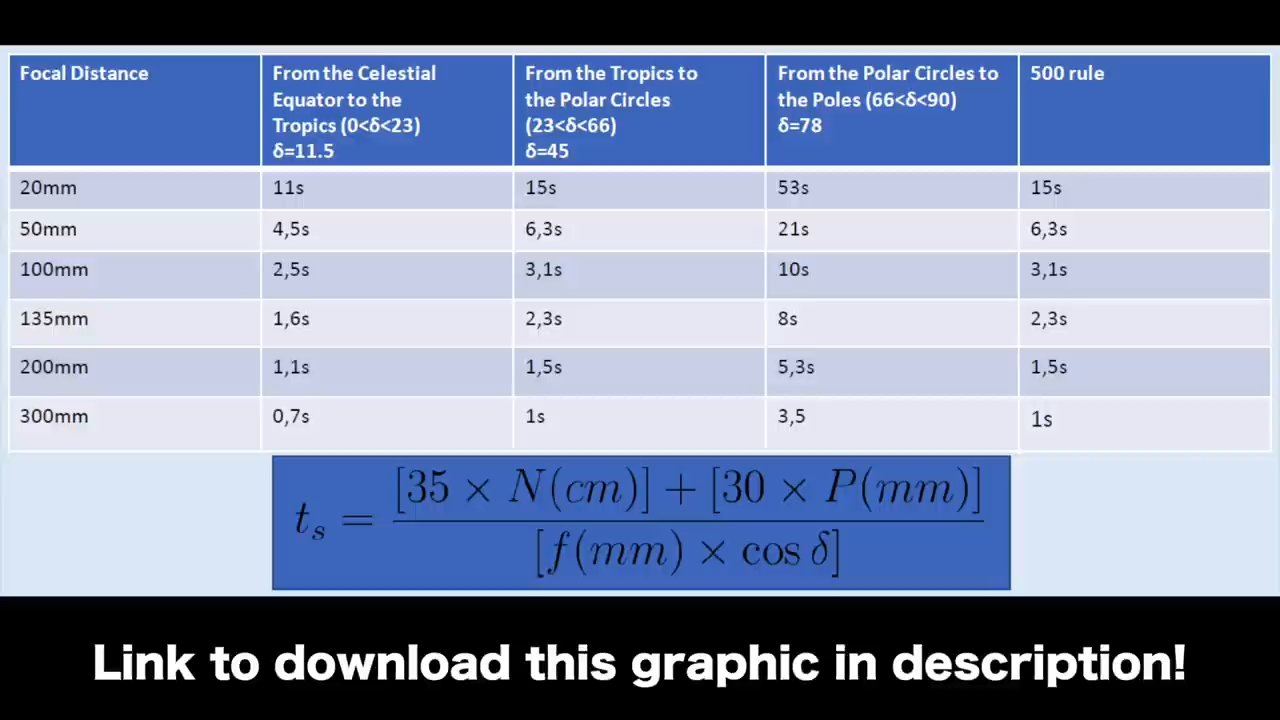 Focal Distance
From the Celestial
Equator to the
Tropics (0<δ<23)
δ=11.5
From the Tropics to
the Polar Circles
(23<δ<66)
δ=45
From the Polar Circles to
the Poles (66<δ<90)
δ=78
500 rule
20mm 11s 15s 53s 15s
50mm 4,5s 6,3s 21s 6,3s
100mm 2,5s 3,1s 10s 3,1s
135mm 1,6s 2,3s 8s 2,3s
200mm 1,1s 1,5s 5,3s 1,5s
300mm 0,7s 1s 3,5 1s
[35 × N(cm)] + [30 × P(mm)]
t_s =
[f(mm) × cos δ]
Link to download this graphic in description!